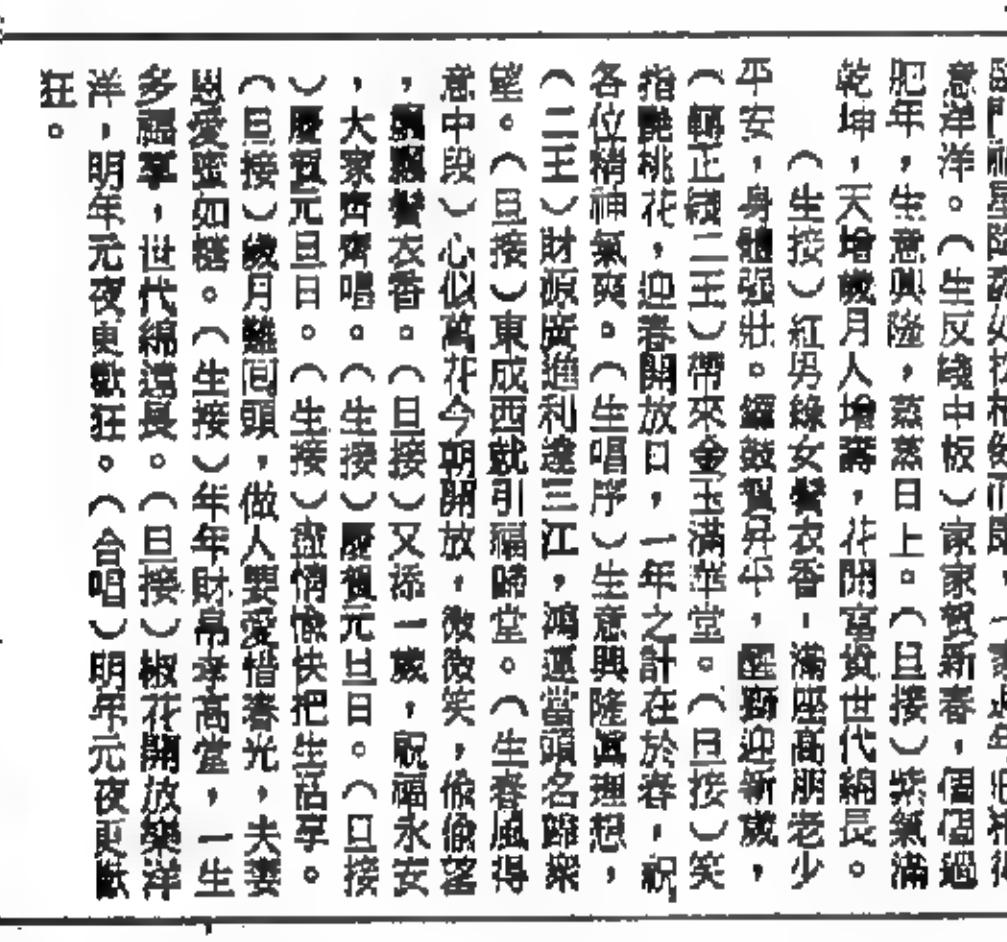 意洋洋。（生反綫中板）家家賀新春，個個過
肥年，生意興隆，蒸蒸日上。（旦接）紫氣滿
乾坤，天增歲月人增壽，花開富貴世代綿長。
（生接）紅男綠女鬢衣香，滿座高朋老少
平安，身體强壯。鑼鼓賀昇平，醒獅迎新歲，
（轉正綫二王）帶來金玉滿華堂。（旦接）笑
指艷桃花，迎春開放日，一年之計在於春，祝
各位精神氣爽。（生唱序）生意興隆眞理想，
（二王）財源廣進利達三江，鴻運當頭名歸衆
望。（旦接）東成西就引福歸堂。（生春風得
意中段）心似萬花今朝開放，微微笑，偷偷望
，飄飄鬢衣香。（旦接）又添一歲，祝福永安
，大家齊齊唱。（生接）慶賀元旦日。（旦接
）慶賀元旦日。（生接）盡情愉快把生活享。
（旦接）歲月難回頭，做人要愛惜春光，夫妻
恩愛蜜如糖。（生接）年年財帛孝高堂，一生
多福享，世代綿遠長。（旦接）椒花開放樂洋
洋，明年元夜更歡狂。（合唱）明年元夜更歡
狂。